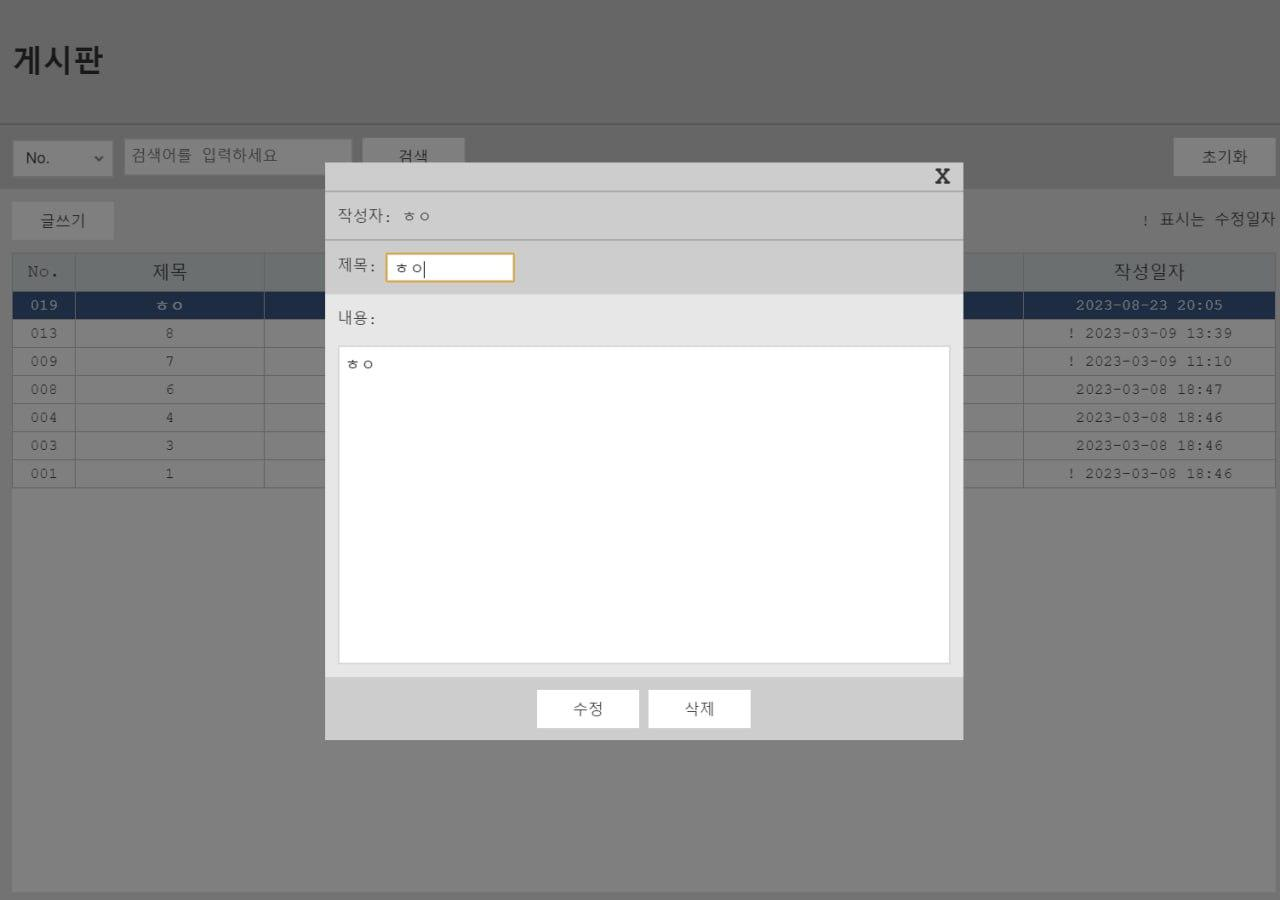 게시판
No. 검색어를 입력하세요 검색 초기화
글쓰기 ! 표시는 수정일자
No. 제목 작성일자
019 ㅎㅇ 2023-08-23 20:05
013 8 ! 2023-03-09 13:39
009 7 ! 2023-03-09 11:10
008 6 2023-03-08 18:47
004 4 2023-03-08 18:46
003 3 2023-03-08 18:46
001 1 ! 2023-03-08 18:46
X
작성자: ㅎㅇ
제목: ㅎㅇ
내용:
ㅎㅇ
수정 삭제